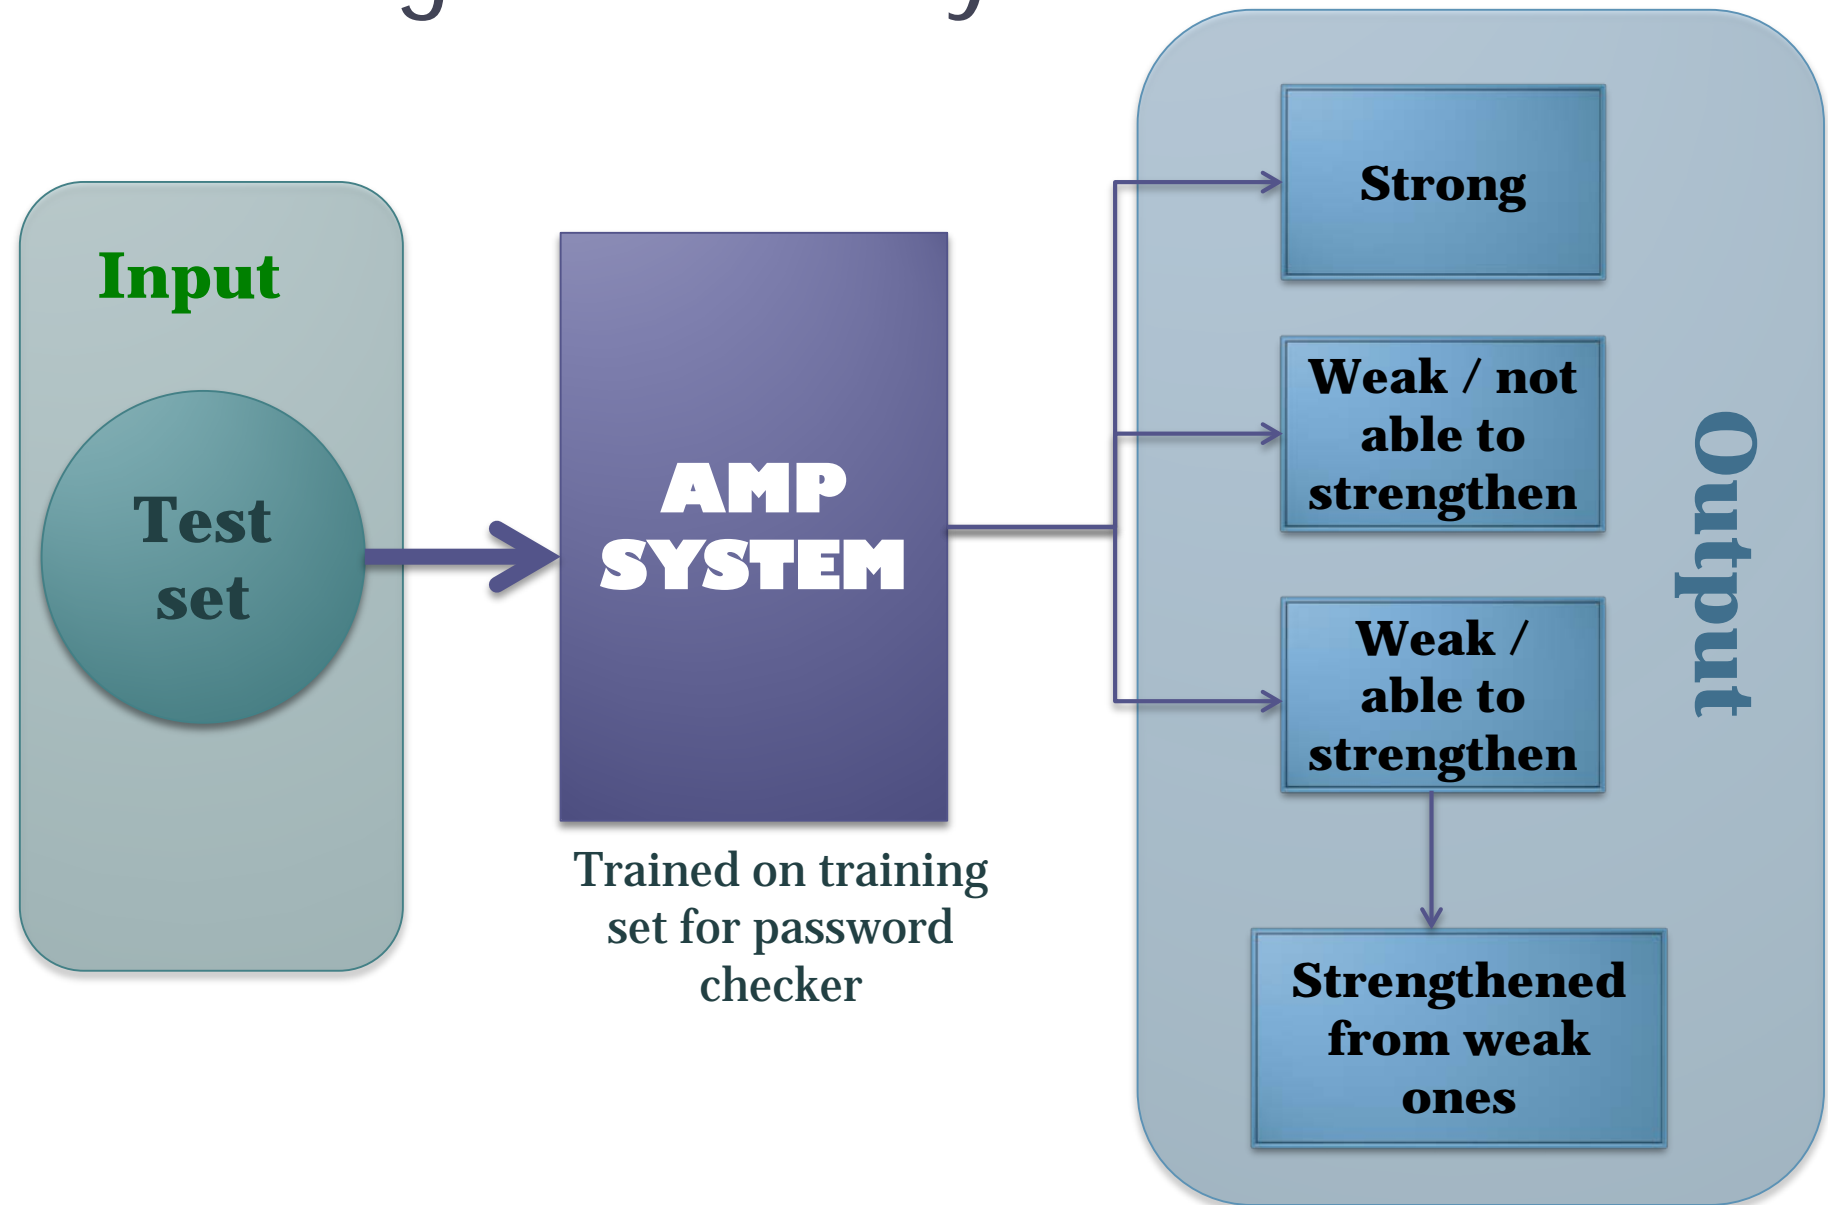 Input
Test
set
AMP
SYSTEM
Trained on training
set for password
checker
Strong
Weak / not
able to
strengthen
Weak /
able to
strengthen
Strengthened
from weak
ones
Output